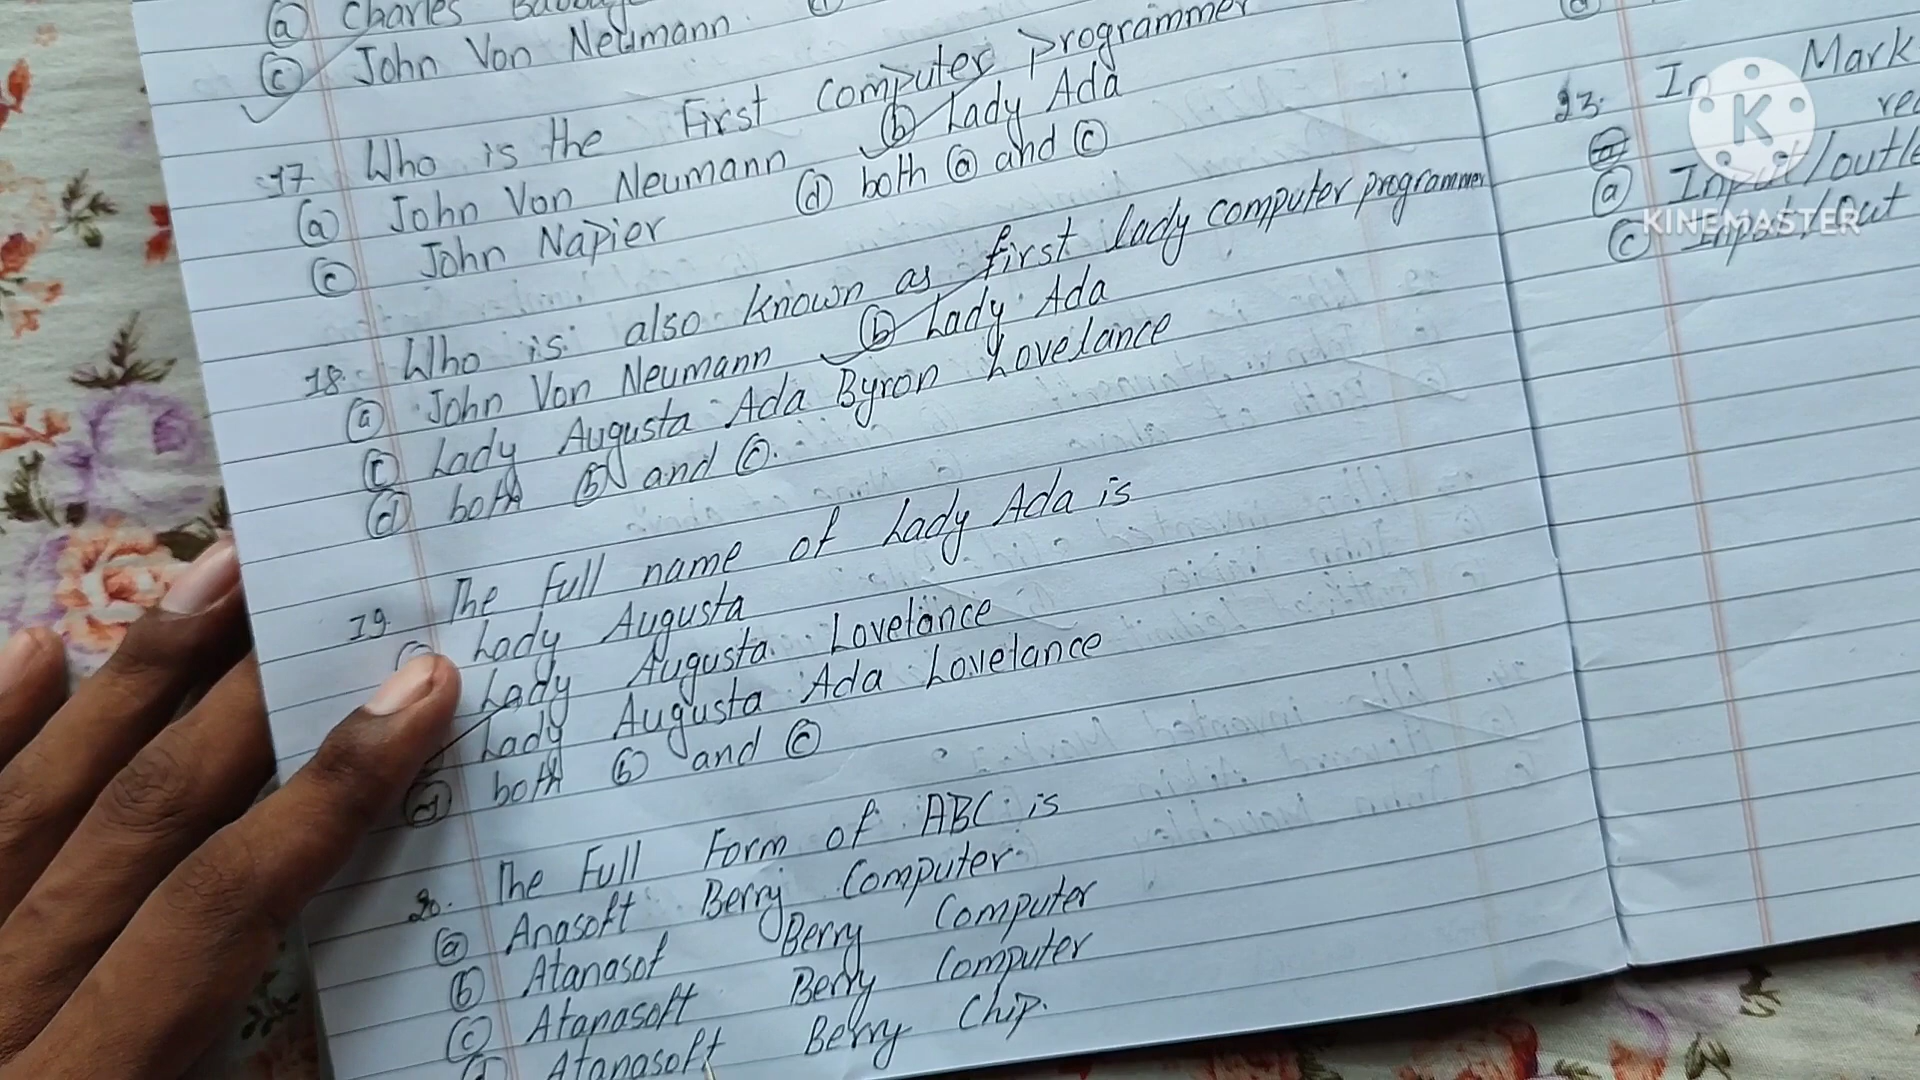 (a) Charles
(c) John Von Neumann
17. Who is the First Computer programmer
(a) John Von Neumann (b) Lady Ada
(c) John Napier (d) both (a) and (c)
18. Who is also known as first lady computer programmer
(a) John Von Neumann (b) Lady Ada
(c) Lady Augusta Ada Byron Lovelance
(d) both (b) and (c).
19. The Full name of Lady Ada is
Lady Augusta
Lady Augusta Lovelance
Lady Augusta Ada Lovelance
(d) both (b) and (c)
20. The Full Form of ABC is
(a) Anasoft Berry Computer
(b) Atanasof Berry Computer
(c) Atanasoft Berry Computer
Atanasoft Berry Chip.
23. In Mark
(a) Input/outle
(c) Input/out
K
KINEMASTER